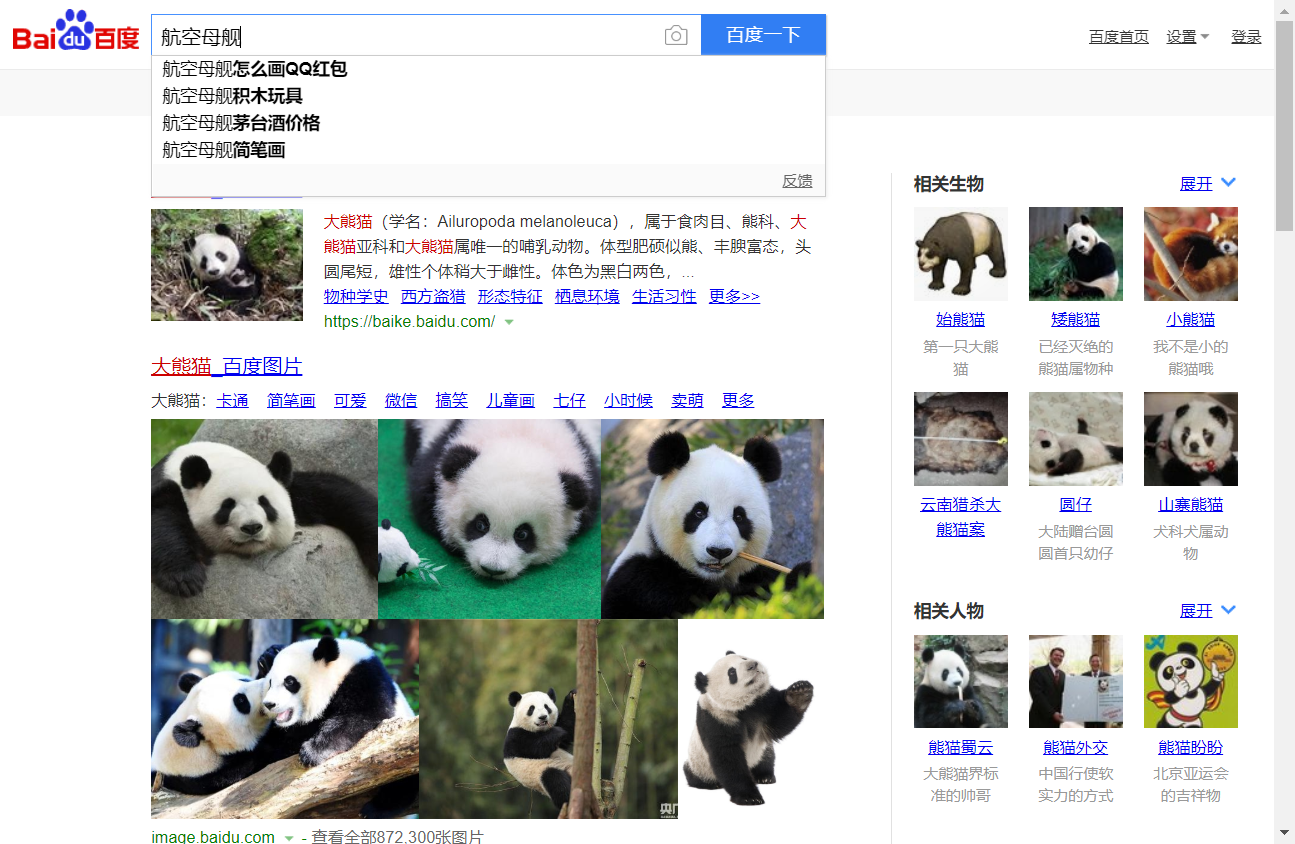 Bai du 百度
航空母舰
百度一下
百度首页 设置 登录
航空母舰怎么画QQ红包
航空母舰积木玩具
航空母舰茅台酒价格
航空母舰简笔画
反馈
大熊猫（学名：Ailuropoda melanoleuca），属于食肉目、熊科、大
熊猫亚科和大熊猫属唯一的哺乳动物。体型肥硕似熊、丰腴富态，头
圆尾短，雄性个体稍大于雌性。体色为黑白两色，...
物种学史 西方盗猎 形态特征 栖息环境 生活习性 更多>>
https://baike.baidu.com/
大熊猫_百度图片
大熊猫：卡通 简笔画 可爱 微信 搞笑 儿童画 七仔 小时候 卖萌 更多
image.baidu.com - 查看全部872,300张图片
相关生物 展开
始熊猫
第一只大熊
猫
矮熊猫
已经灭绝的
熊猫属物种
小熊猫
我不是小的
熊猫哦
云南猎杀大
熊猫案
圆仔
大陆赠台圆
圆首只幼仔
山寨熊猫
犬科犬属动
物
相关人物 展开
熊猫蜀云
大熊猫界标
准的帅哥
熊猫外交
中国行使软
实力的方式
熊猫盼盼
北京亚运会
的吉祥物